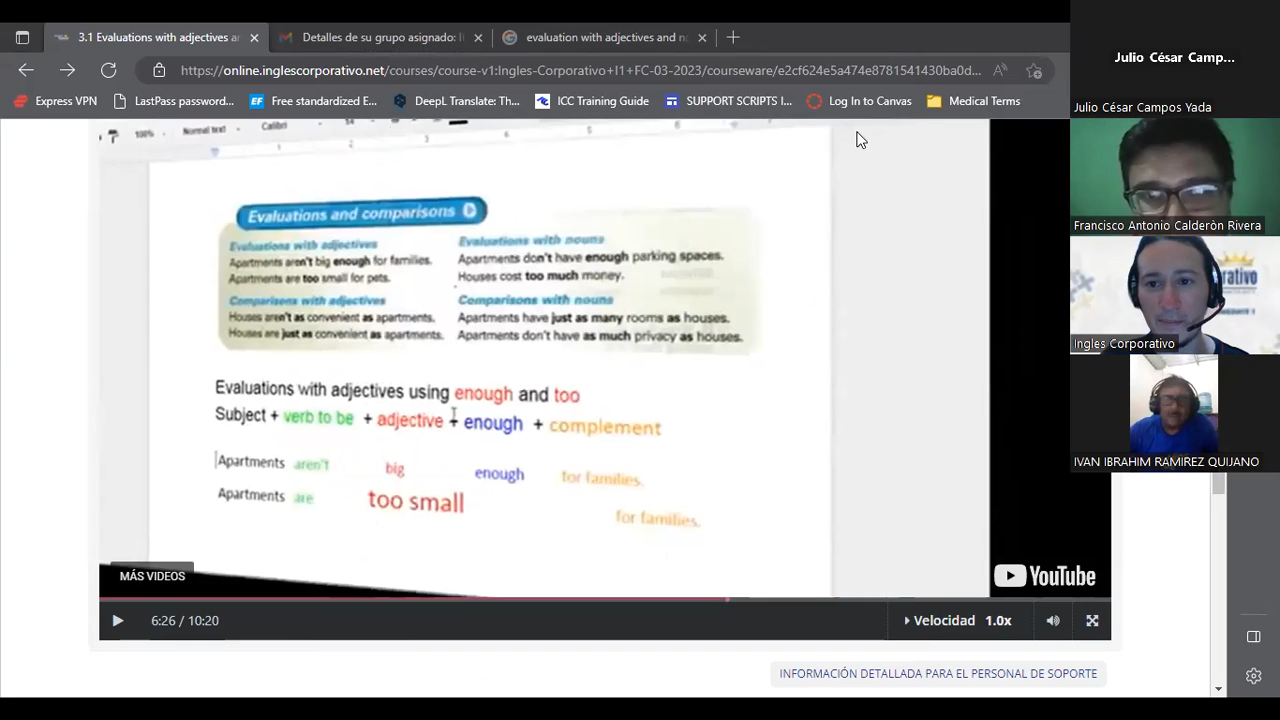 3.1 Evaluations with adjectives ar
Detalles de su grupo asignado: I
evaluation with adjectives and n
https://online.inglescorporativo.net/courses/course-v1:Ingles-Corporativo+I1+FC-03-2023/courseware/e2cf624e5a474e8781541430ba0d...
Express VPN
LastPass password...
Free standardized E...
DeepL Translate: Th...
ICC Training Guide
SUPPORT SCRIPTS I...
Log In to Canvas
Medical Terms
100%
Normal text
Calibri
Evaluations and comparisons
Evaluations with adjectives
Apartments aren't big enough for families.
Apartments are too small for pets.
Comparisons with adjectives
Houses aren't as convenient as apartments.
Houses are just as convenient as apartments.
Evaluations with nouns
Apartments don't have enough parking spaces.
Houses cost too much money.
Comparisons with nouns
Apartments have just as many rooms as houses.
Apartments don't have as much privacy as houses.
Evaluations with adjectives using enough and too
Subject + verb to be + adjective + enough + complement
Apartments aren't big enough for families.
Apartments are too small for families.
MÁS VIDEOS
YouTube
6:26 / 10:20
Velocidad 1.0x
INFORMACIÓN DETALLADA PARA EL PERSONAL DE SOPORTE
Julio César Camp...
Julio César Campos Yada
Francisco Antonio Calderòn Rivera
Ingles Corporativo
IVAN IBRAHIM RAMIREZ QUIJANO